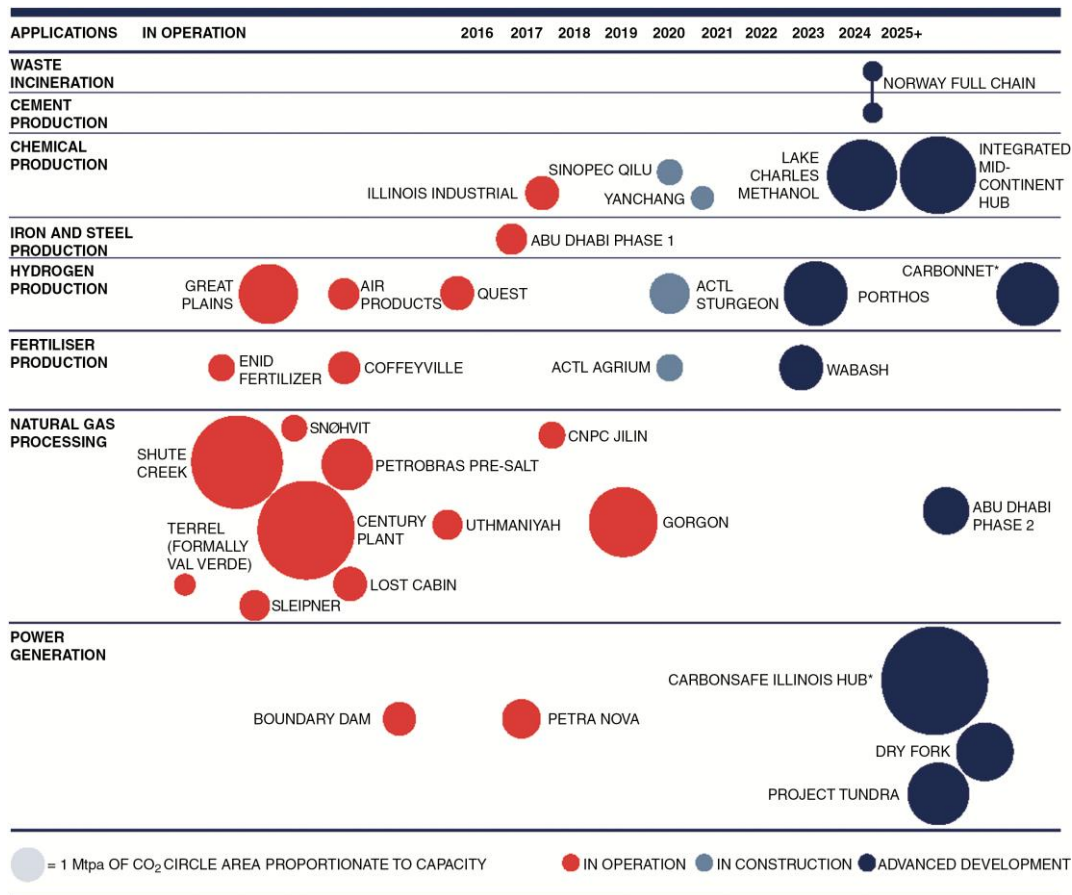 APPLICATIONS IN OPERATION 2016 2017 2018 2019 2020 2021 2022 2023 2024 2025+
WASTE
INCINERATION
NORWAY FULL CHAIN
CEMENT
PRODUCTION
CHEMICAL
PRODUCTION
ILLINOIS INDUSTRIAL
SINOPEC QILU
YANCHANG
LAKE
CHARLES
METHANOL
INTEGRATED
MID-
CONTINENT
HUB
IRON AND STEEL
PRODUCTION
ABU DHABI PHASE 1
HYDROGEN
PRODUCTION
GREAT
PLAINS
AIR
PRODUCTS
QUEST
ACTL
STURGEON
PORTHOS
CARBONNET*
FERTILISER
PRODUCTION
ENID
FERTILIZER
COFFEYVILLE
ACTL AGRIUM
WABASH
NATURAL GAS
PROCESSING
SNØHVIT
SHUTE
CREEK
PETROBRAS PRE-SALT
CNPC JILIN
TERREL
(FORMALLY
VAL VERDE)
CENTURY
PLANT
UTHMANIYAH
GORGON
ABU DHABI
PHASE 2
LOST CABIN
SLEIPNER
POWER
GENERATION
CARBONSAFE ILLINOIS HUB*
BOUNDARY DAM
PETRA NOVA
DRY FORK
PROJECT TUNDRA
= 1 Mtpa OF CO₂ CIRCLE AREA PROPORTIONATE TO CAPACITY
IN OPERATION
IN CONSTRUCTION
ADVANCED DEVELOPMENT